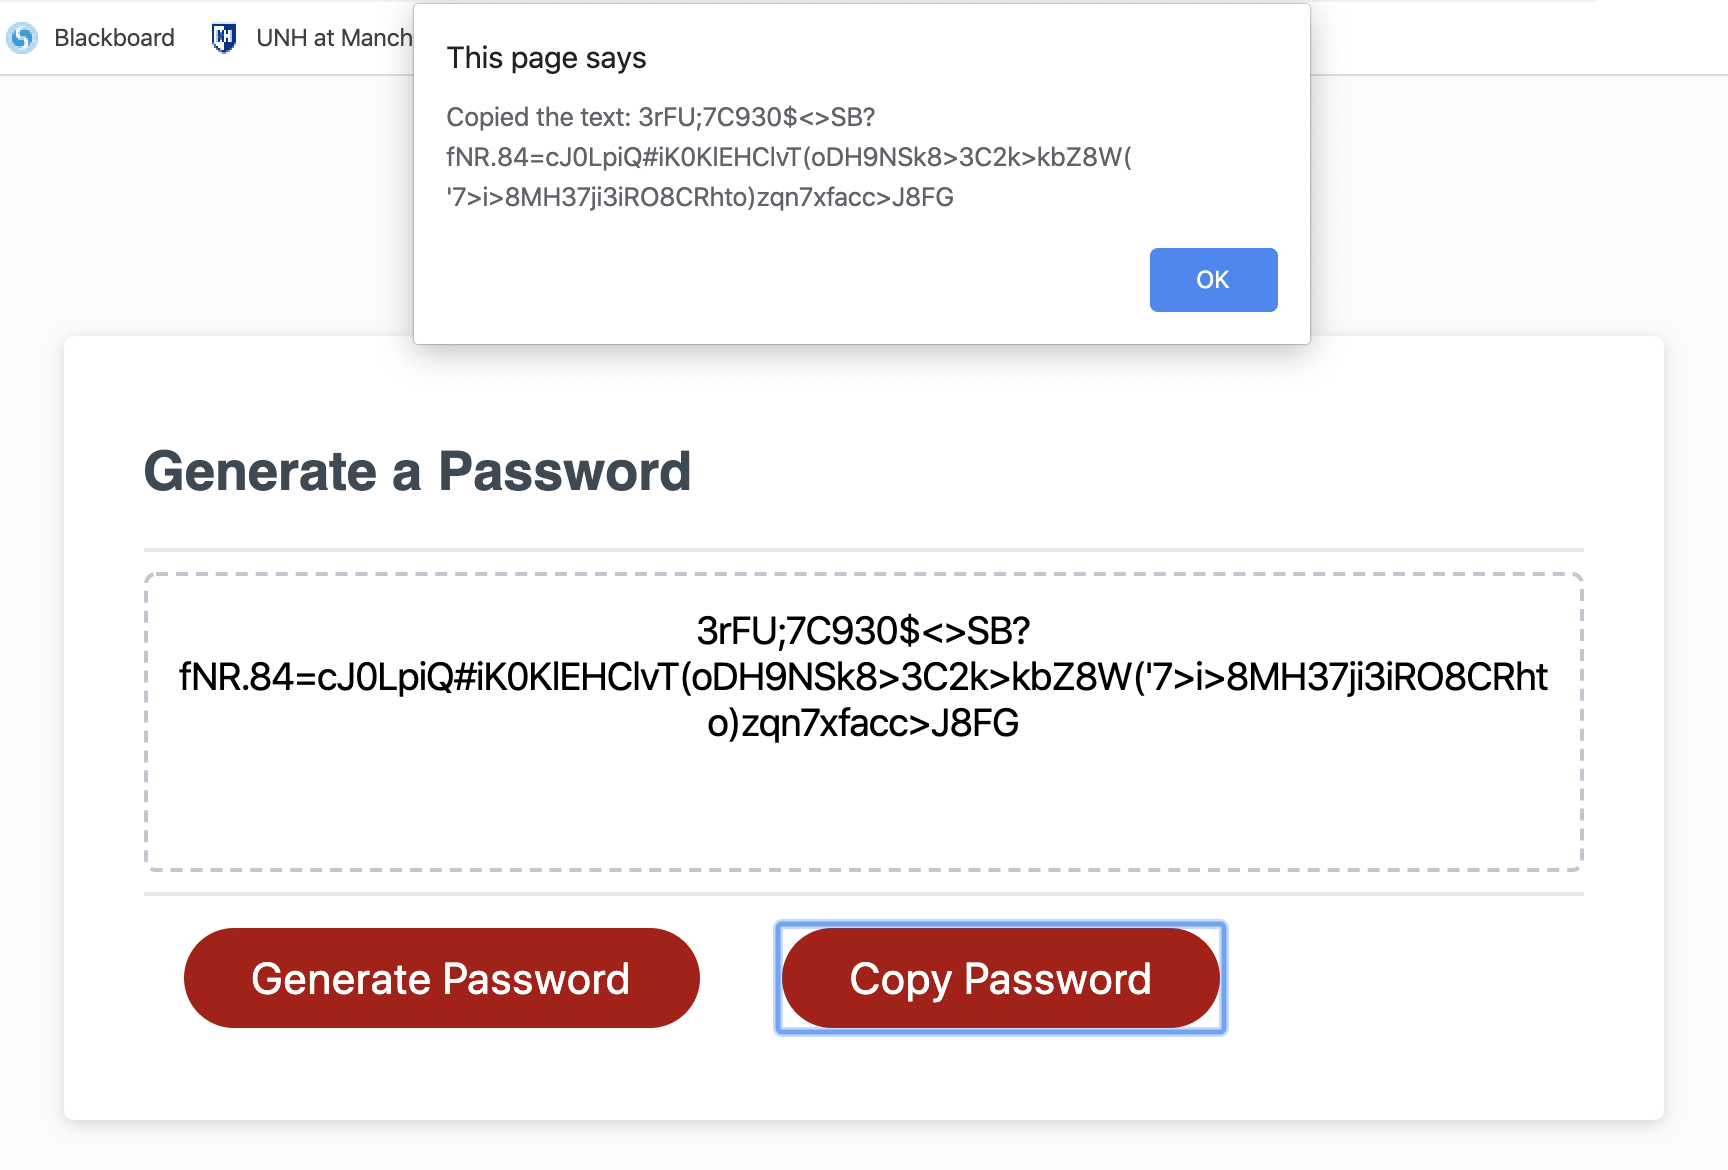 Blackboard
UNH at Manch
This page says
Copied the text: 3rFU;7C930$<>SB?
fNR.84=cJ0LpiQ#iK0KlEHClvT(oDH9NSk8>3C2k>kbZ8W(
'7>i>8MH37ji3iRO8CRhto)zqn7xfacc>J8FG
OK
Generate a Password
3rFU;7C930$<>SB?
fNR.84=cJ0LpiQ#iK0KlEHClvT(oDH9NSk8>3C2k>kbZ8W('7>i>8MH37ji3iRO8CRht
o)zqn7xfacc>J8FG
Generate Password
Copy Password